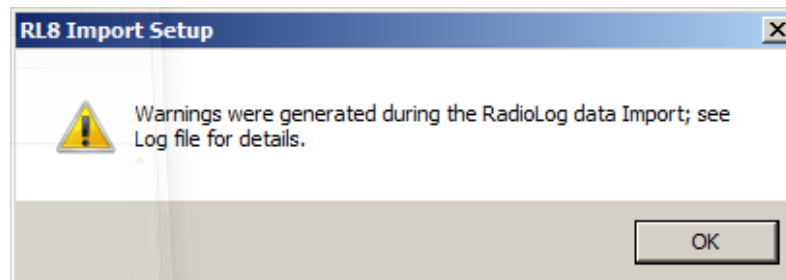 RL8 Import Setup
Warnings were generated during the RadioLog data Import; see
Log file for details.
OK